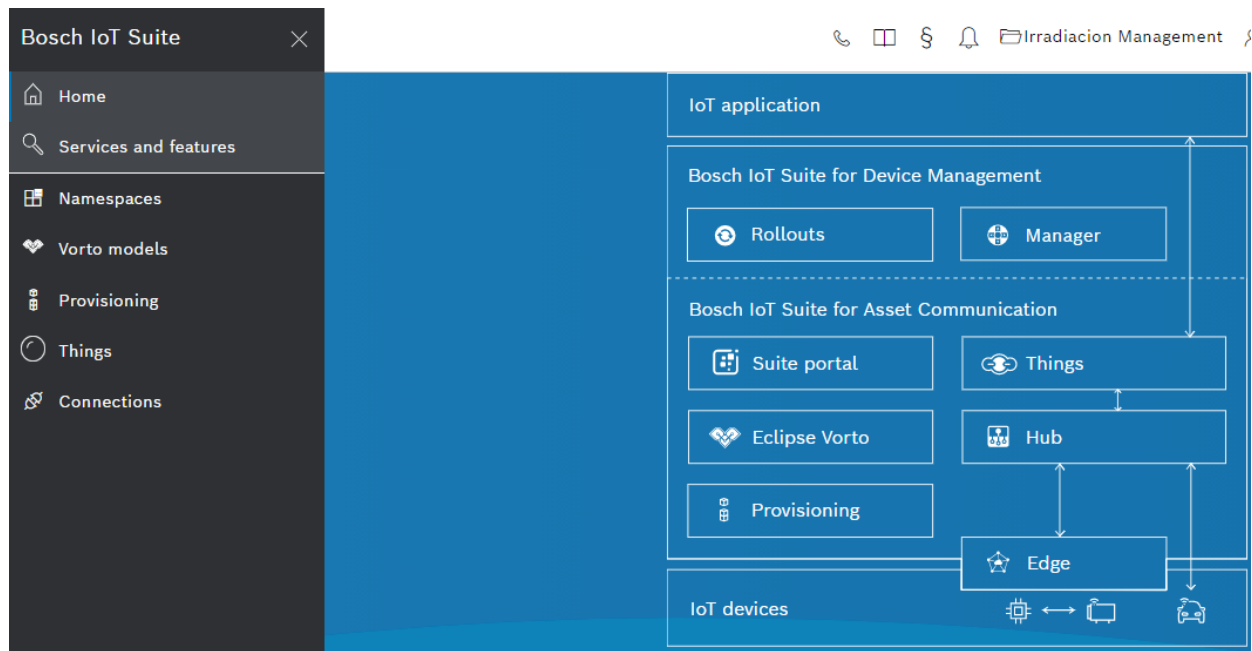 Bosch IoT Suite
Home
Services and features
Namespaces
Vorto models
Provisioning
Things
Connections
§
Irradiacion Management
IoT application
Bosch IoT Suite for Device Management
Rollouts
Manager
Bosch IoT Suite for Asset Communication
Suite portal
Things
Eclipse Vorto
Hub
Provisioning
Edge
IoT devices